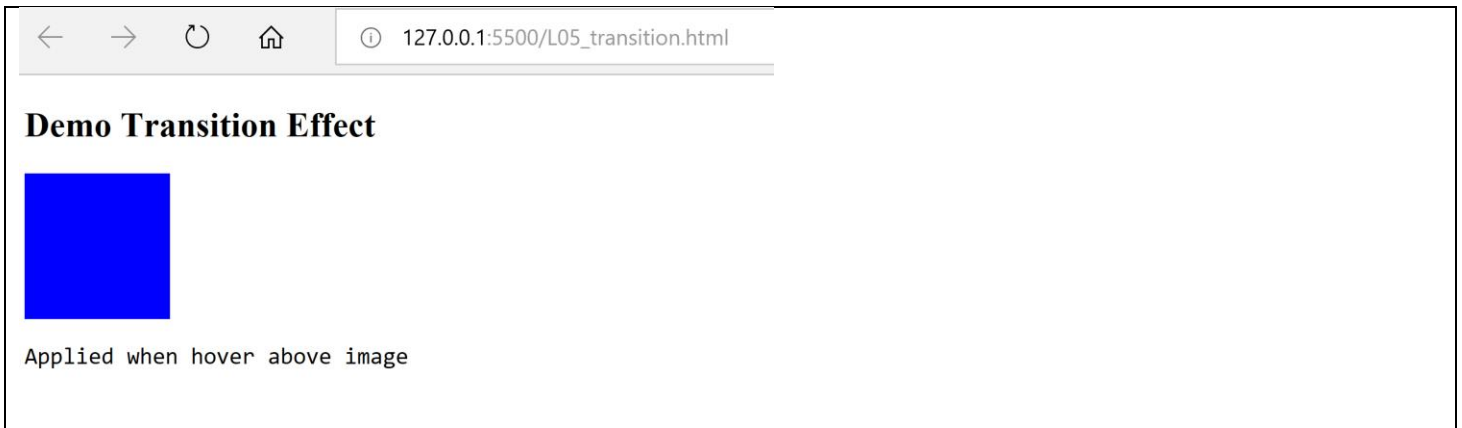 127.0.0.1:5500/L05_transition.html
Demo Transition Effect
Applied when hover above image